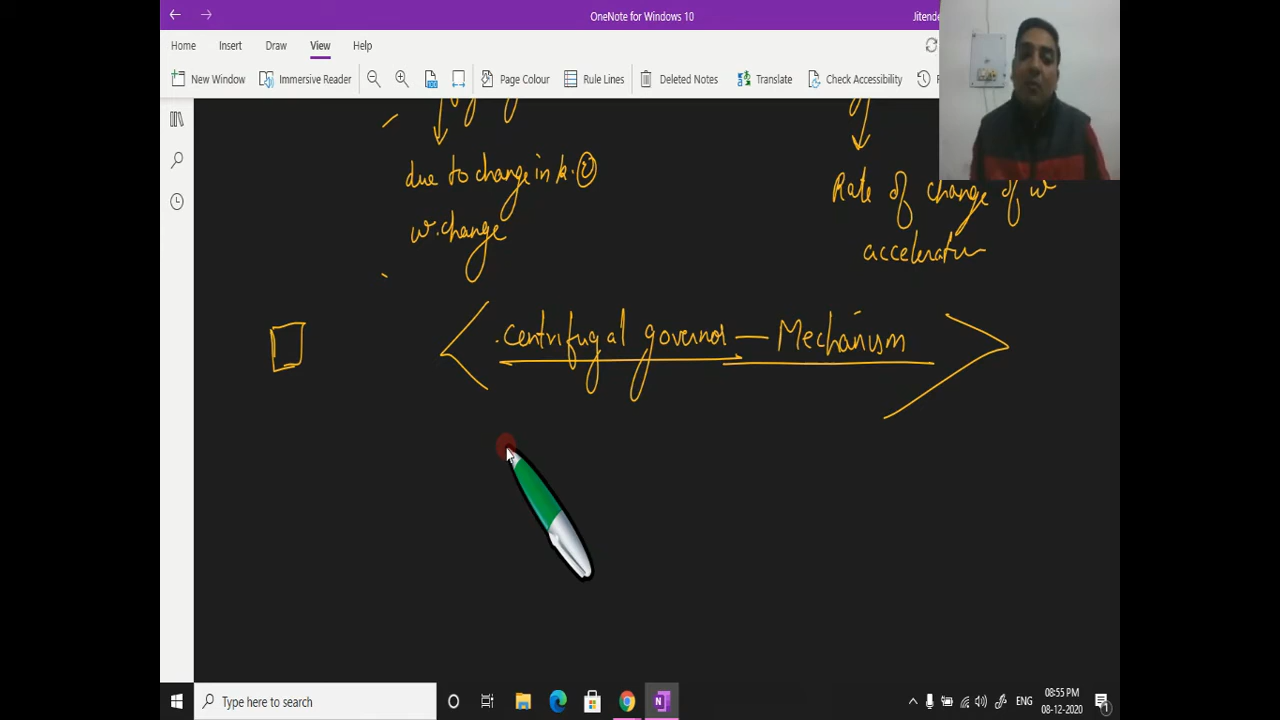 OneNote for Windows 10
Jitende
Home Insert Draw View Help
New Window Immersive Reader Page Colour Rule Lines Deleted Notes Translate Check Accessibility
due to change in k.
w.change
Rate of change of w
acceleratin
centrifugal governor — Mechanism
Type here to search
ENG
08:55 PM
08-12-2020